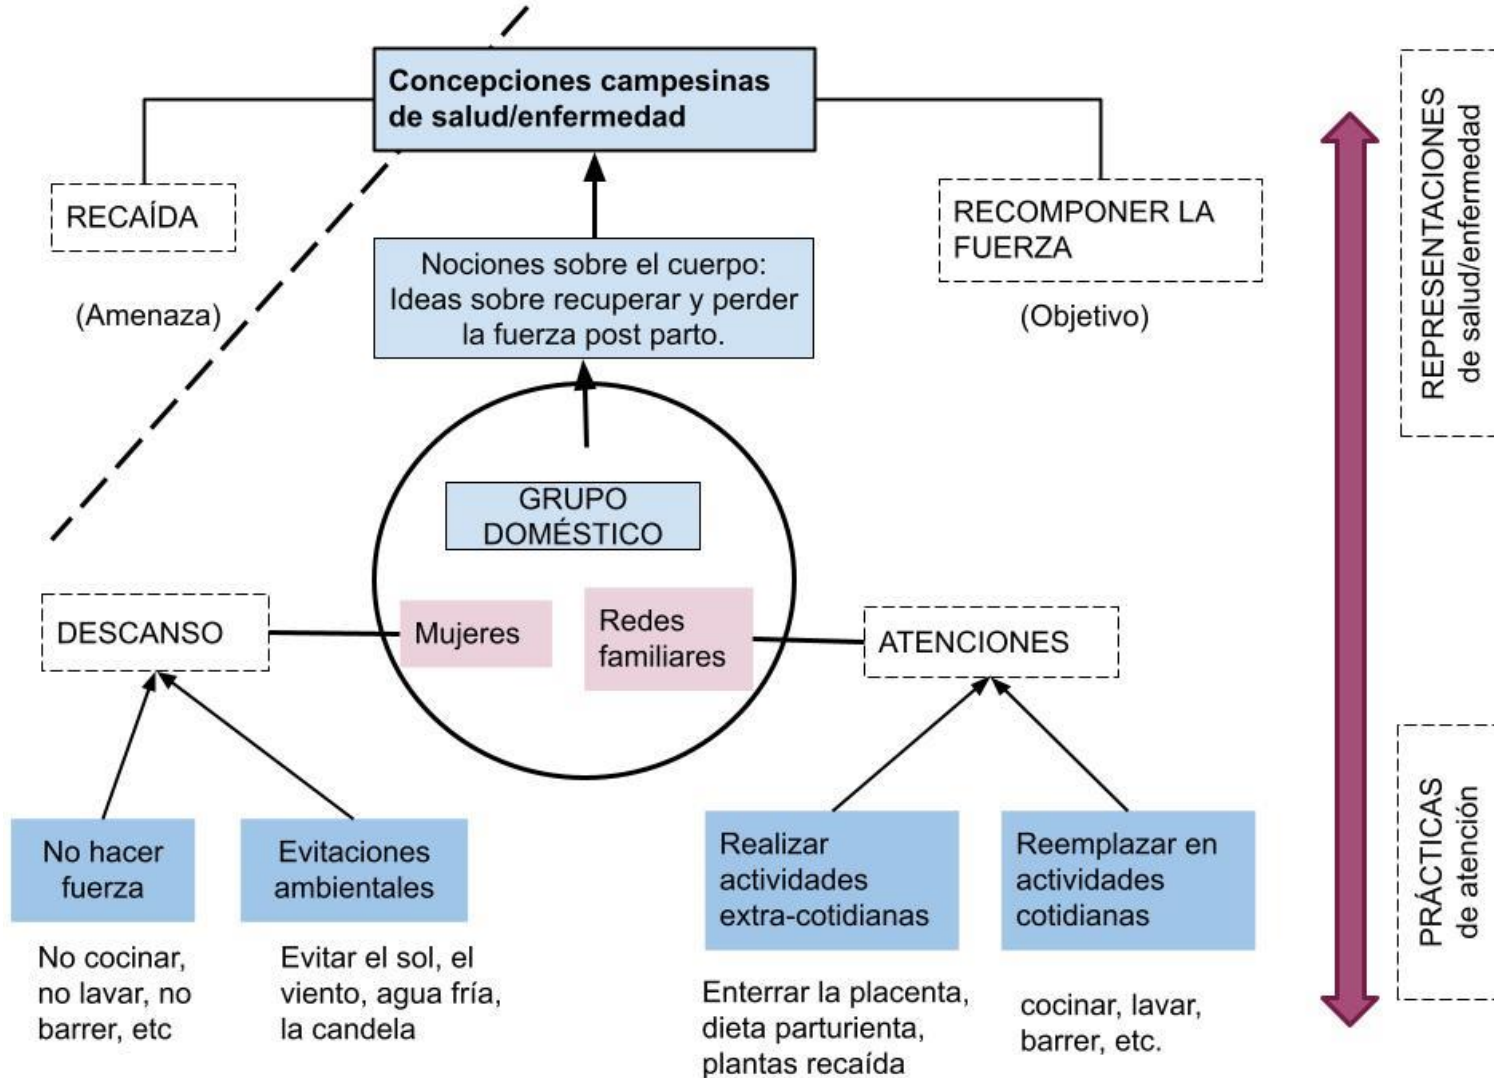 Concepciones campesinas
de salud/enfermedad
RECAÍDA
(Amenaza)
RECOMPONER LA
FUERZA
(Objetivo)
Nociones sobre el cuerpo:
Ideas sobre recuperar y perder
la fuerza post parto.
GRUPO
DOMÉSTICO
Mujeres
Redes
familiares
DESCANSO
ATENCIONES
No hacer
fuerza
Evitaciones
ambientales
Realizar
actividades
extra-cotidianas
Reemplazar en
actividades
cotidianas
No cocinar,
no lavar, no
barrer, etc
Evitar el sol, el
viento, agua fría,
la candela
Enterrar la placenta,
dieta parturienta,
plantas recaída
cocinar, lavar,
barrer, etc.
REPRESENTACIONES
de salud/enfermedad
PRÁCTICAS
de atención